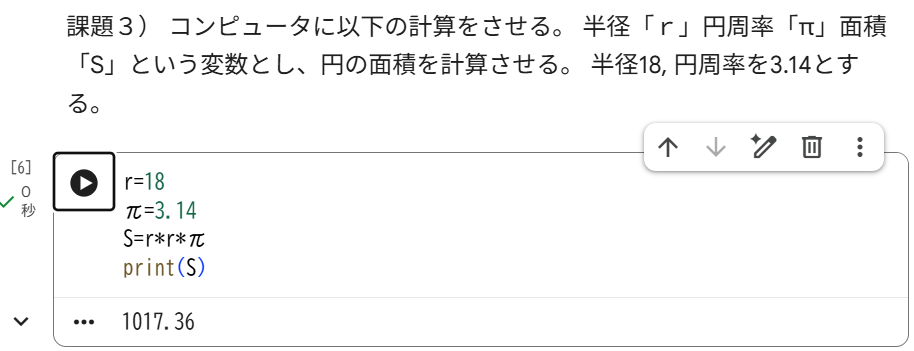 課題３） コンピュータに以下の計算をさせる。 半径「ｒ」円周率「π」面積
「S」という変数とし、円の面積を計算させる。 半径18, 円周率を3.14とす
る。
[6]
0
秒
r=18
π=3.14
S=r*r*π
print(S)
1017.36